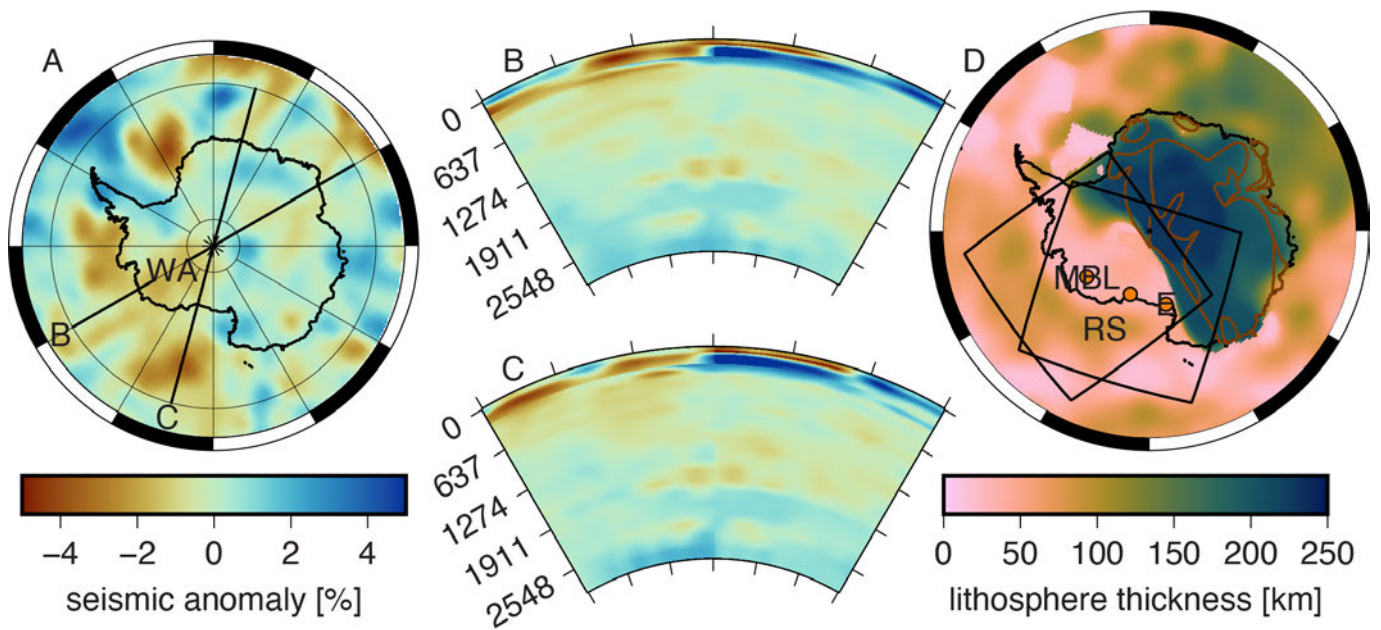 A
WA
B
C
−4 −2 0 2 4
seismic anomaly [%]
B
0
637
1274
1911
2548
C
0
637
1274
1911
2548
D
MBL
E
RS
0 50 100 150 200 250
lithosphere thickness [km]